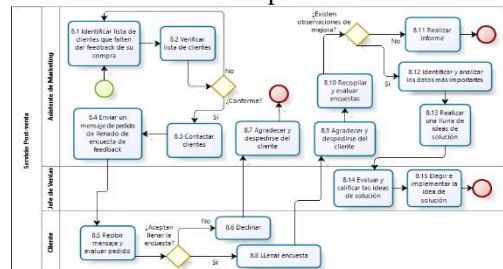 Servicio Post-venta
Asistente de Marketing
8.1 Identificar lista de
clientes que falten
dar feedback de su
compra
8.2 Verificar
lista de clientes
No
¿Conforme?
Sí
8.3 Contactar
clientes
8.4 Enviar un
mensaje de pedido
de llenado de
encuesta de
feedback
8.7 Agradecer y
despedirse del
cliente
¿Existen
observaciones de
mejora?
No
Sí
8.11 Realizar
informe
8.10 Recopilar
y evaluar
encuestas
8.12 Identificar y analizar
los datos más importantes
8.9 Agradecer y
despedirse del
cliente
8.13 Realizar
una lluvia de
ideas de
solución
Jefe de Ventas
8.14 Evaluar y
calificar las ideas
de solución
8.15 Elegir e
implementar la
idea de
solución
Cliente
8.5 Recibir
mensaje y
evaluar pedido
¿Aceptan
llenar la
encuesta?
No
8.6 Declinar
Sí
8.8 LLenar encuesta